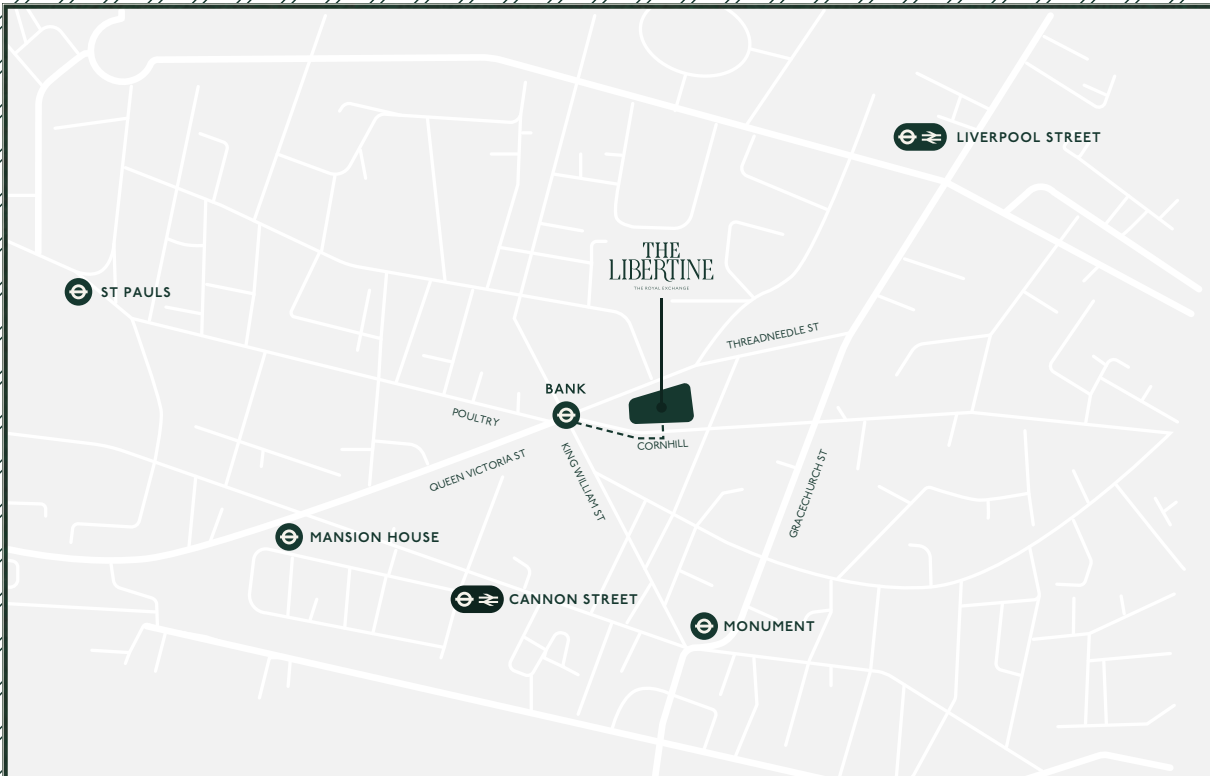 LIVERPOOL STREET
THE
LIBERTINE
THE ROYAL EXCHANGE
ST PAULS
THREADNEEDLE ST
BANK
POULTRY
CORNHILL
QUEEN VICTORIA ST
KING WILLIAM ST
GRACECHURCH ST
MANSION HOUSE
CANNON STREET
MONUMENT